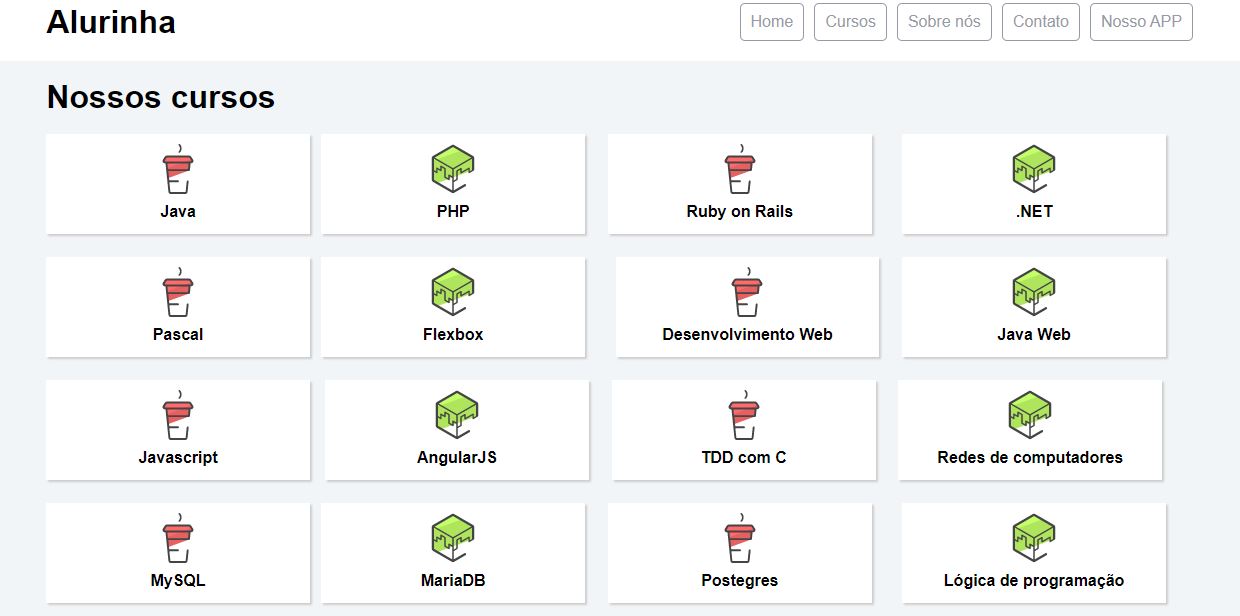 Alurinha
Home Cursos Sobre nós Contato Nosso APP
Nossos cursos
Java PHP Ruby on Rails .NET
Pascal Flexbox Desenvolvimento Web Java Web
Javascript AngularJS TDD com C Redes de computadores
MySQL MariaDB Postegres Lógica de programação